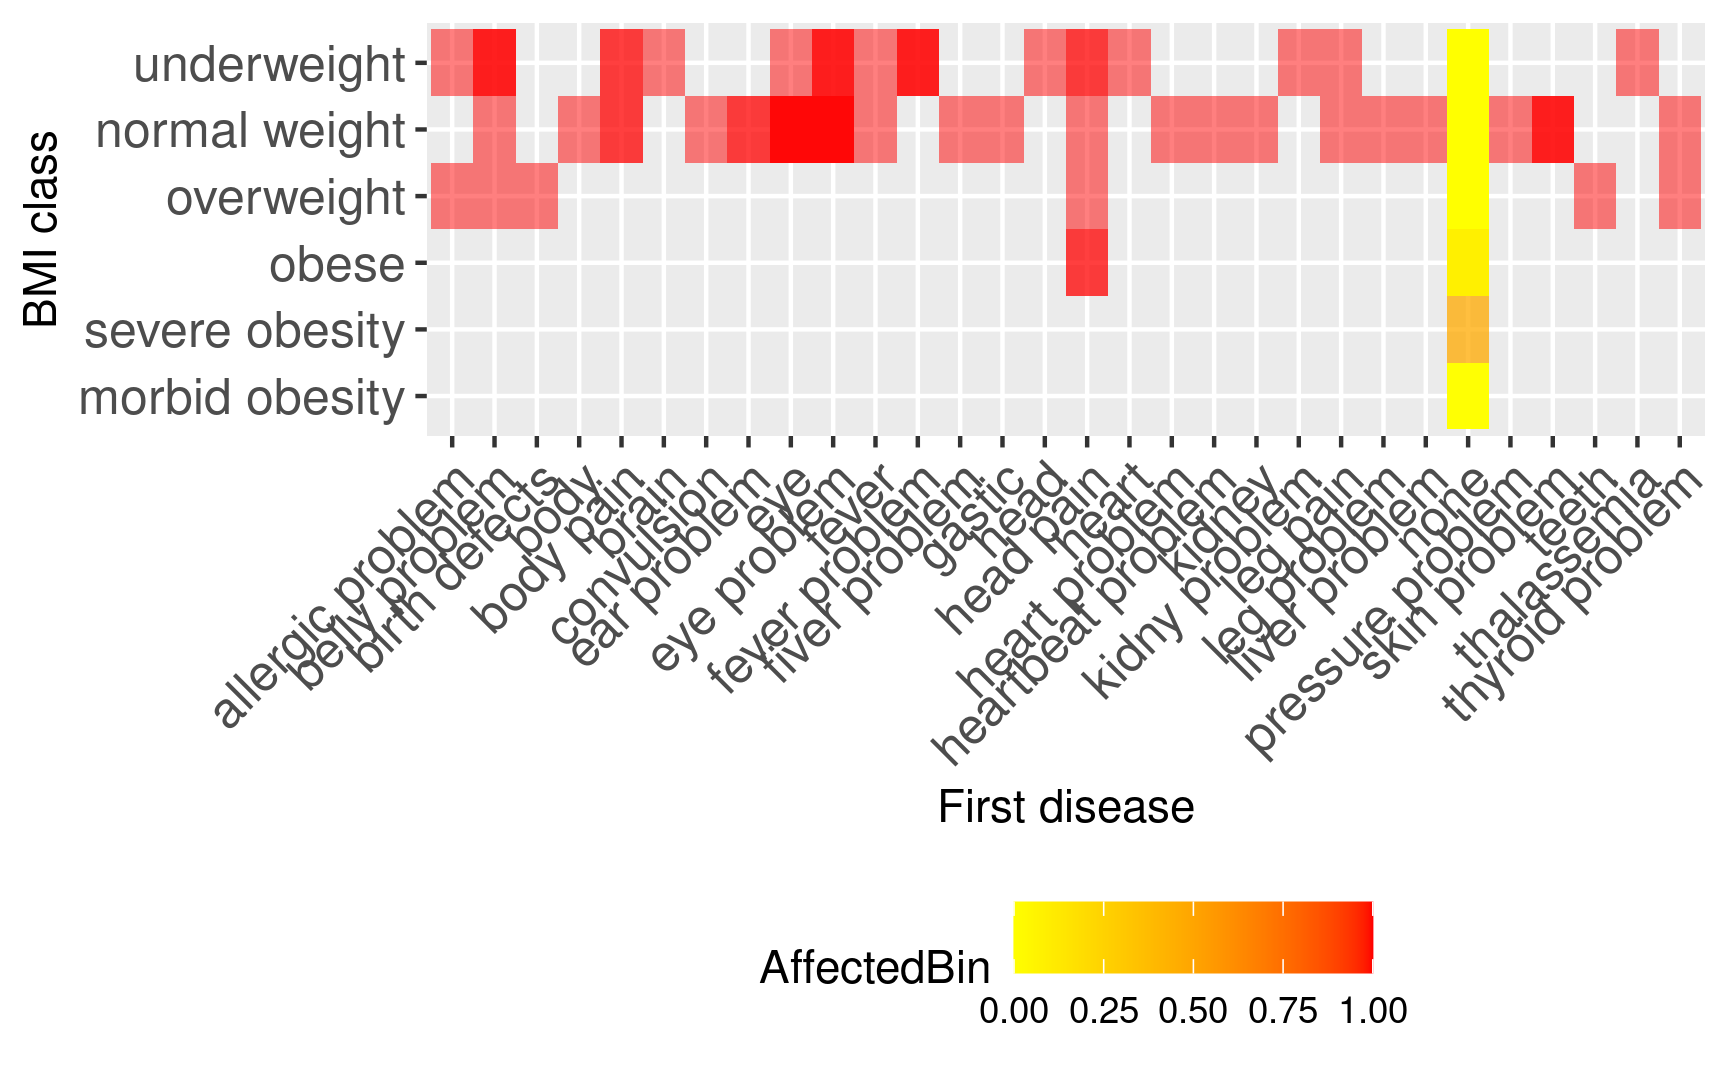 BMI class
underweight
normal weight
overweight
obese
severe obesity
morbid obesity
allergic problem
belly problem
birth defects
body
body pain
brain
convulsion
ear problem
eye
eye problem
fever
fever problem
fiver problem
gastic
head
head pain
heart
heart problem
heartbeat problem
kidney
kidny problem
leg pain
leg problem
liver problem
none
pressure problem
skin problem
teeth
thalassemia
thyroid problem
First disease
AffectedBin
0.00 0.25 0.50 0.75 1.00